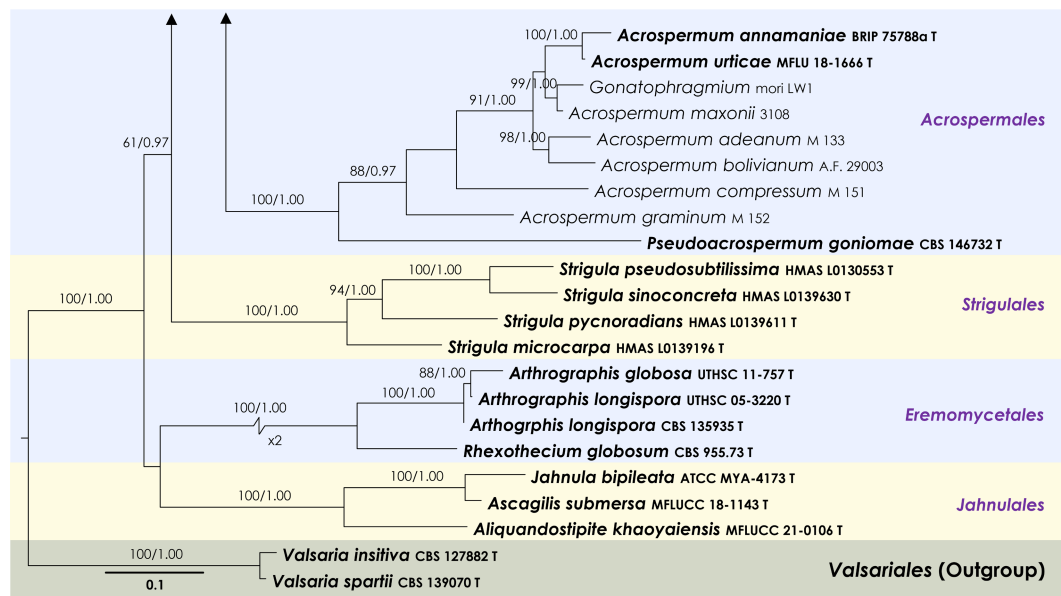 100/1.00 Acrospermum annamaniae BRIP 75788a T
Acrospermum urticae MFLU 18-1666 T
99/1.00 Gonatophragmium mori LW1
91/1.00 Acrospermum maxonii 3108 Acrospermales
98/1.00 Acrospermum adeanum M 133
61/0.97
Acrospermum bolivianum A.F. 29003
88/0.97
Acrospermum compressum M 151
100/1.00
Acrospermum graminum M 152
Pseudoacrospermum goniomae CBS 146732 T
100/1.00 Strigula pseudosubtilissima HMAS L0130553 T
94/1.00 Strigula sinoconcreta HMAS L0139630 T
100/1.00 Strigulales
100/1.00 Strigula pycnoradians HMAS L0139611 T
Strigula microcarpa HMAS L0139196 T
88/1.00 Arthrographis globosa UTHSC 11-757 T
100/1.00 Arthrographis longispora UTHSC 05-3220 T
100/1.00 Eremomycetales
x2 Arthogrphis longispora CBS 135935 T
Rhexothecium globosum CBS 955.73 T
100/1.00 Jahnula bipileata ATCC MYA-4173 T
100/1.00 Ascagilis submersa MFLUCC 18-1143 T Jahnulales
Aliquandostipite khaoyaiensis MFLUCC 21-0106 T
100/1.00 Valsaria insitiva CBS 127882 T
Valsariales (Outgroup)
0.1 Valsaria spartii CBS 139070 T